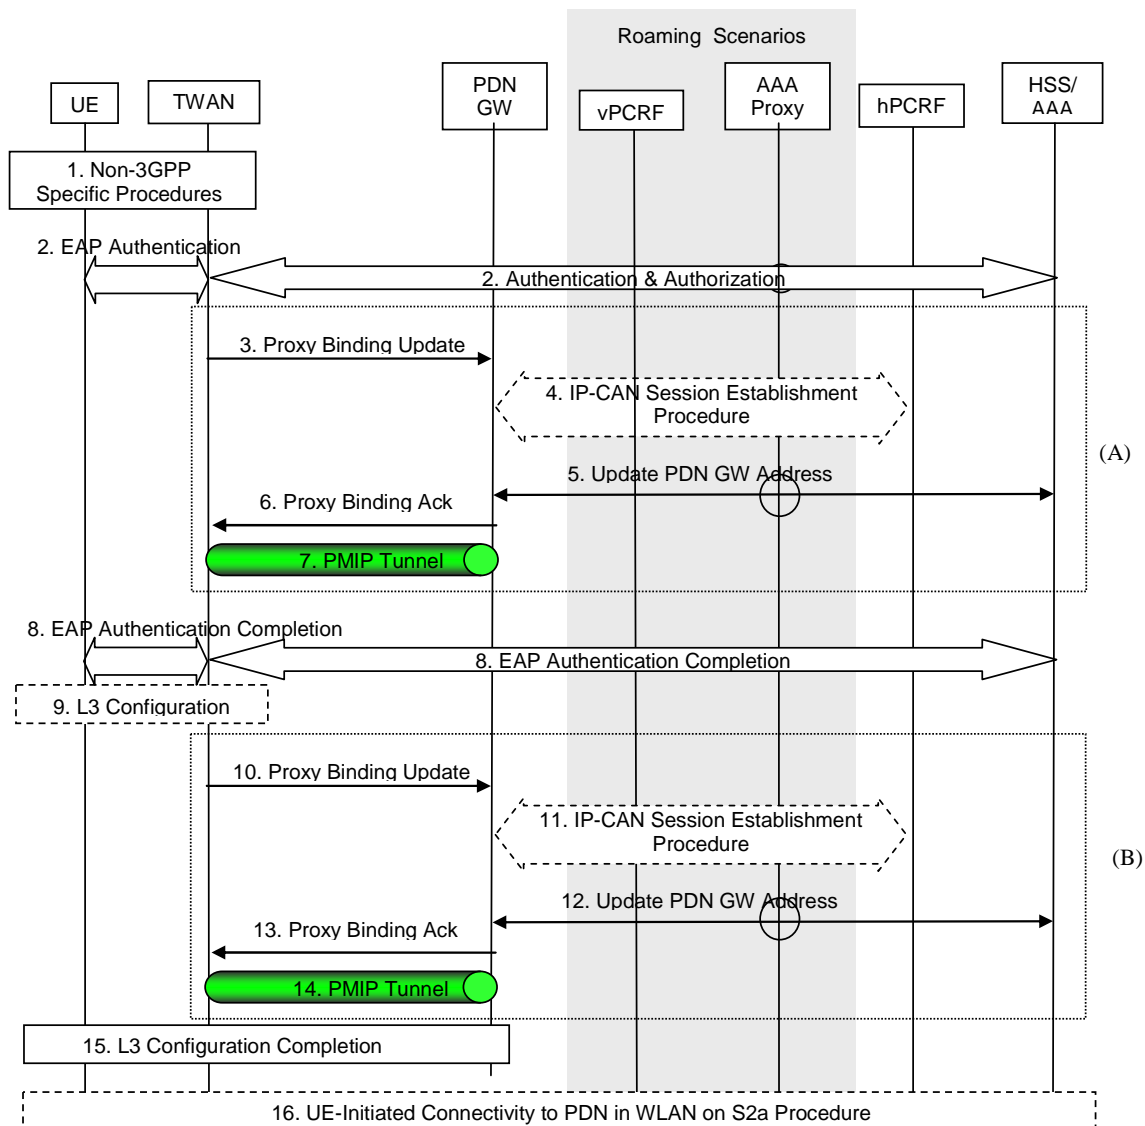 Roaming Scenarios
UE
TWAN
PDN
GW
vPCRF
AAA
Proxy
hPCRF
HSS/
AAA
1. Non-3GPP
Specific Procedures
2. EAP Authentication
2. Authentication & Authorization
3. Proxy Binding Update
4. IP-CAN Session Establishment
Procedure
(A)
5. Update PDN GW Address
6. Proxy Binding Ack
7. PMIP Tunnel
8. EAP Authentication Completion
8. EAP Authentication Completion
9. L3 Configuration
10. Proxy Binding Update
11. IP-CAN Session Establishment
Procedure
(B)
12. Update PDN GW Address
13. Proxy Binding Ack
14. PMIP Tunnel
15. L3 Configuration Completion
16. UE-Initiated Connectivity to PDN in WLAN on S2a Procedure